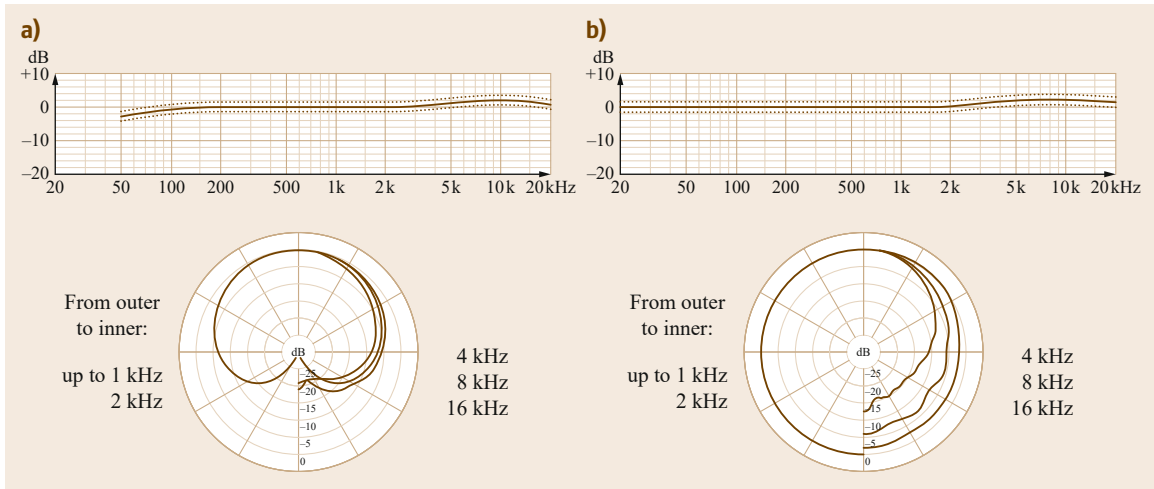 a)
dB
+10
0
−10
−20
20 50 100 200 500 1k 2k 5k 10k 20kHz
From outer
to inner:
up to 1 kHz
2 kHz
dB
−25
−20
−15
−10
−5
0
4 kHz
8 kHz
16 kHz
b)
dB
+10
0
−10
−20
20 50 100 200 500 1k 2k 5k 10k 20kHz
From outer
to inner:
up to 1 kHz
2 kHz
dB
−25
−20
−15
−10
−5
0
4 kHz
8 kHz
16 kHz